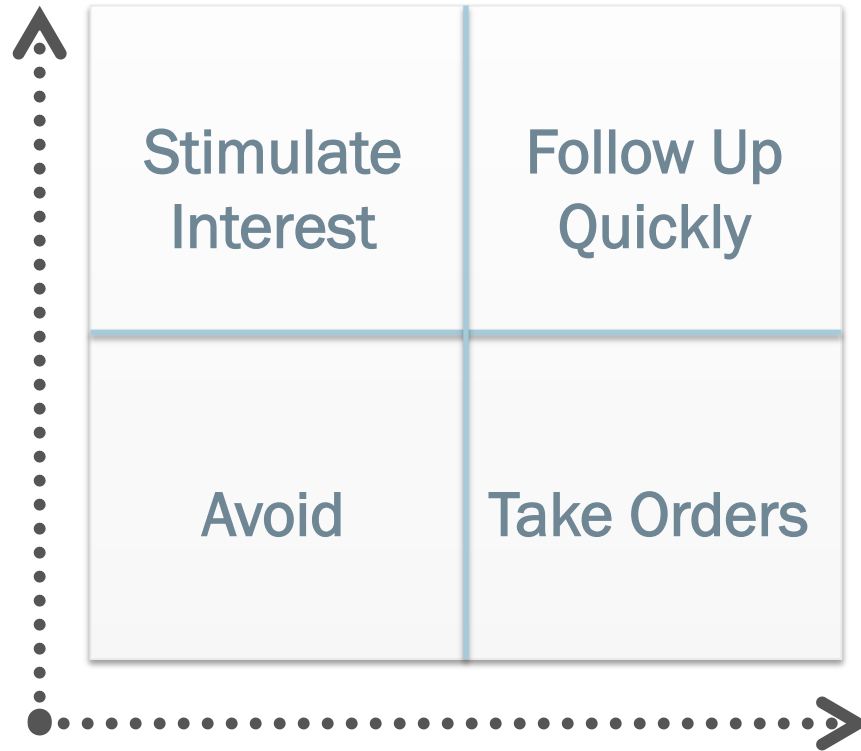 Stimulate
Interest
Follow Up
Quickly
Avoid
Take Orders